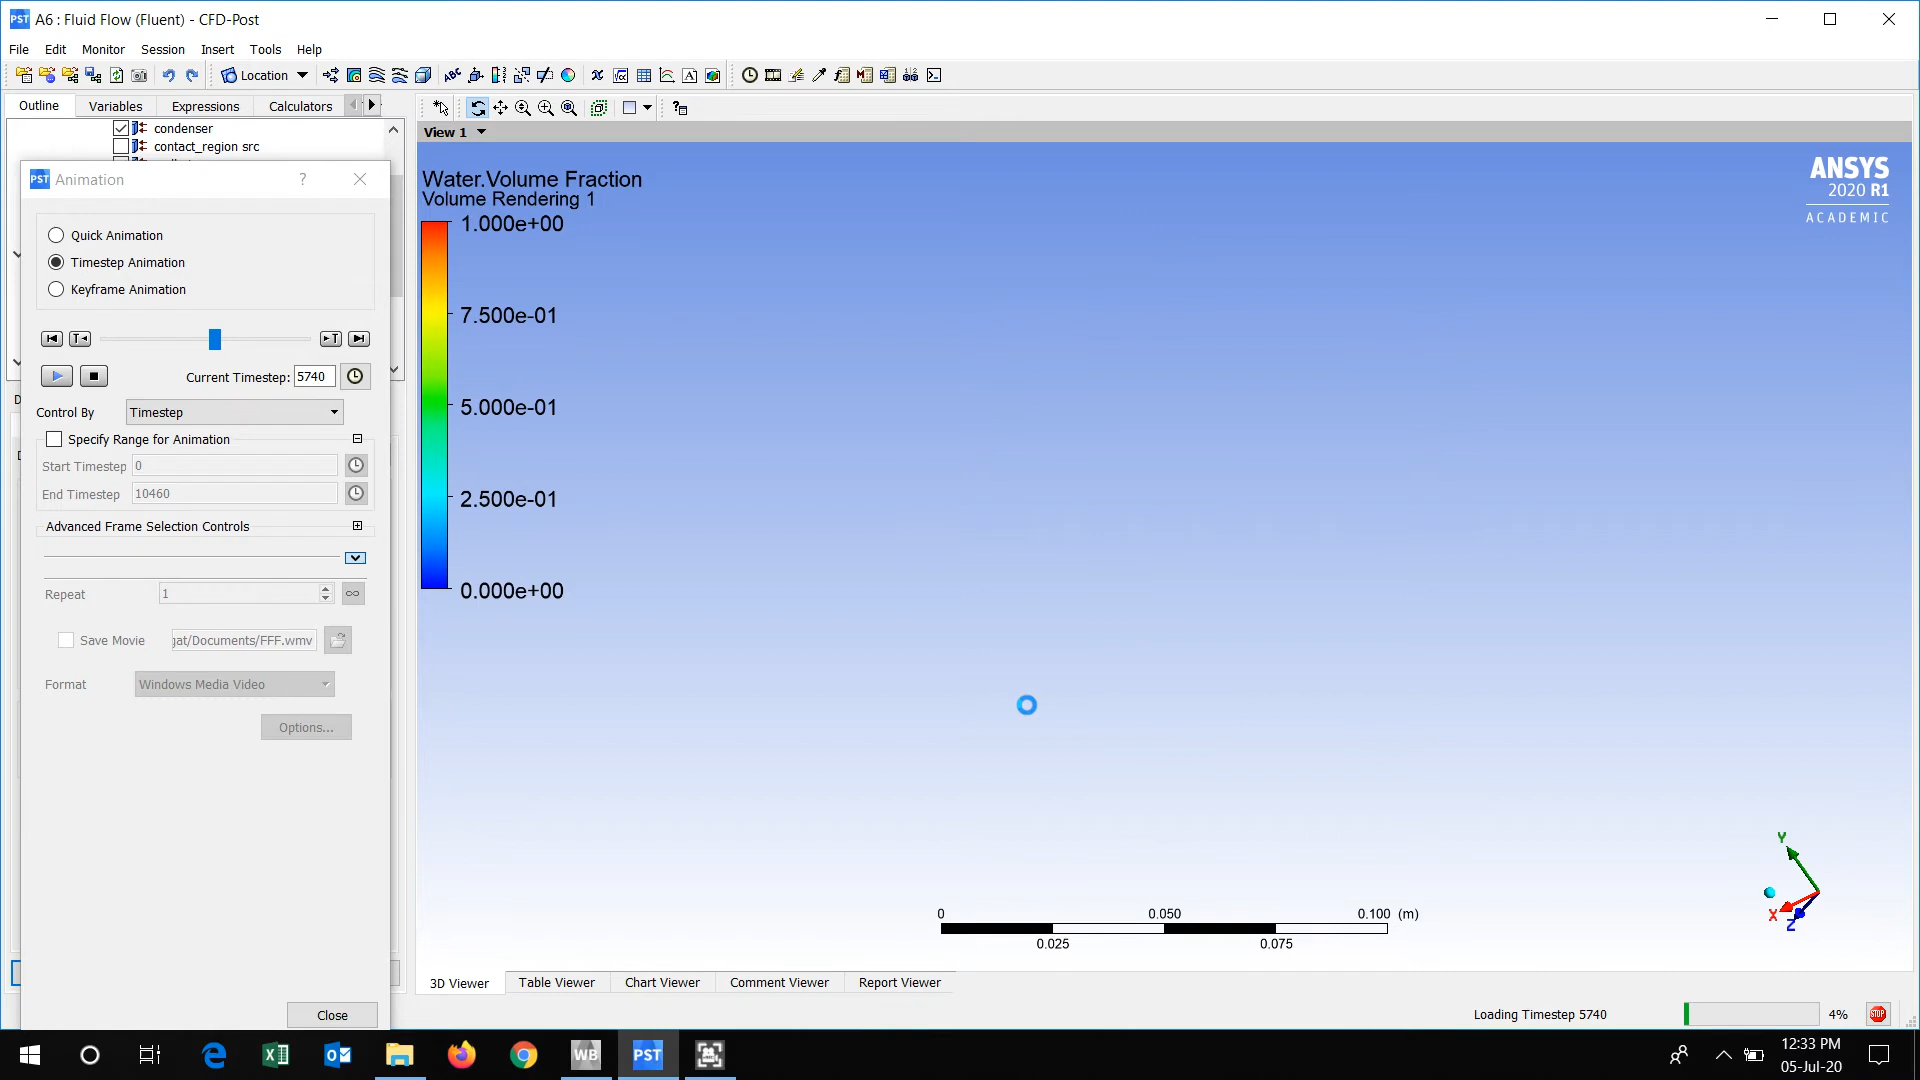 PST A6 : Fluid Flow (Fluent) - CFD-Post
File Edit Monitor Session Insert Tools Help
Location
Outline Variables Expressions Calculators
condenser
contact_region src
View 1
PST Animation ?
Quick Animation
Timestep Animation
Keyframe Animation
Current Timestep: 5740
Control By Timestep
Specify Range for Animation
Start Timestep 0
End Timestep 10460
Advanced Frame Selection Controls
Repeat 1
Save Movie gat/Documents/FFF.wmv
Format Windows Media Video
Options...
Close
Water.Volume Fraction
Volume Rendering 1
1.000e+00
7.500e-01
5.000e-01
2.500e-01
0.000e+00
ANSYS
2020 R1
ACADEMIC
Y
X
Z
0 0.050 0.100 (m)
0.025 0.075
3D Viewer Table Viewer Chart Viewer Comment Viewer Report Viewer
Loading Timestep 5740 4% STOP
WB PST
12:33 PM
05-Jul-20